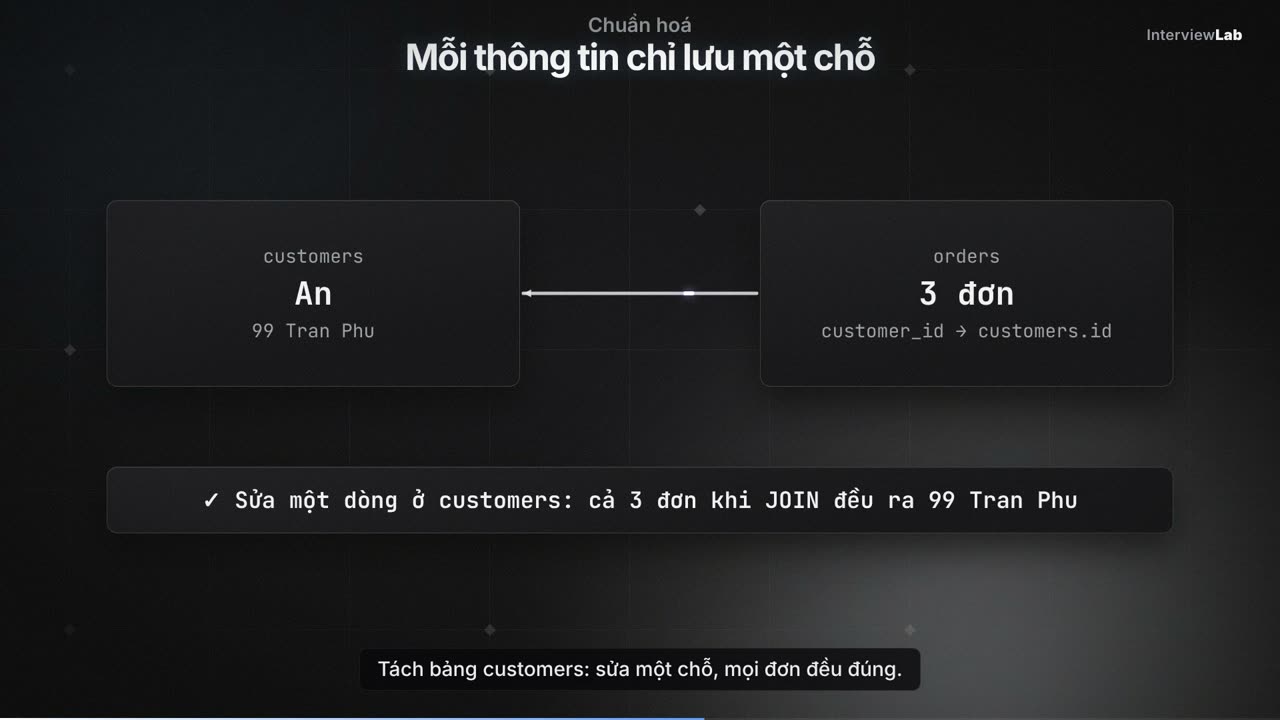 Chuẩn hoá
Mỗi thông tin chỉ lưu một chỗ
InterviewLab
customers
An
99 Tran Phu
orders
3 đơn
customer_id → customers.id
✓ Sửa một dòng ở customers: cả 3 đơn khi JOIN đều ra 99 Tran Phu
Tách bảng customers: sửa một chỗ, mọi đơn đều đúng.